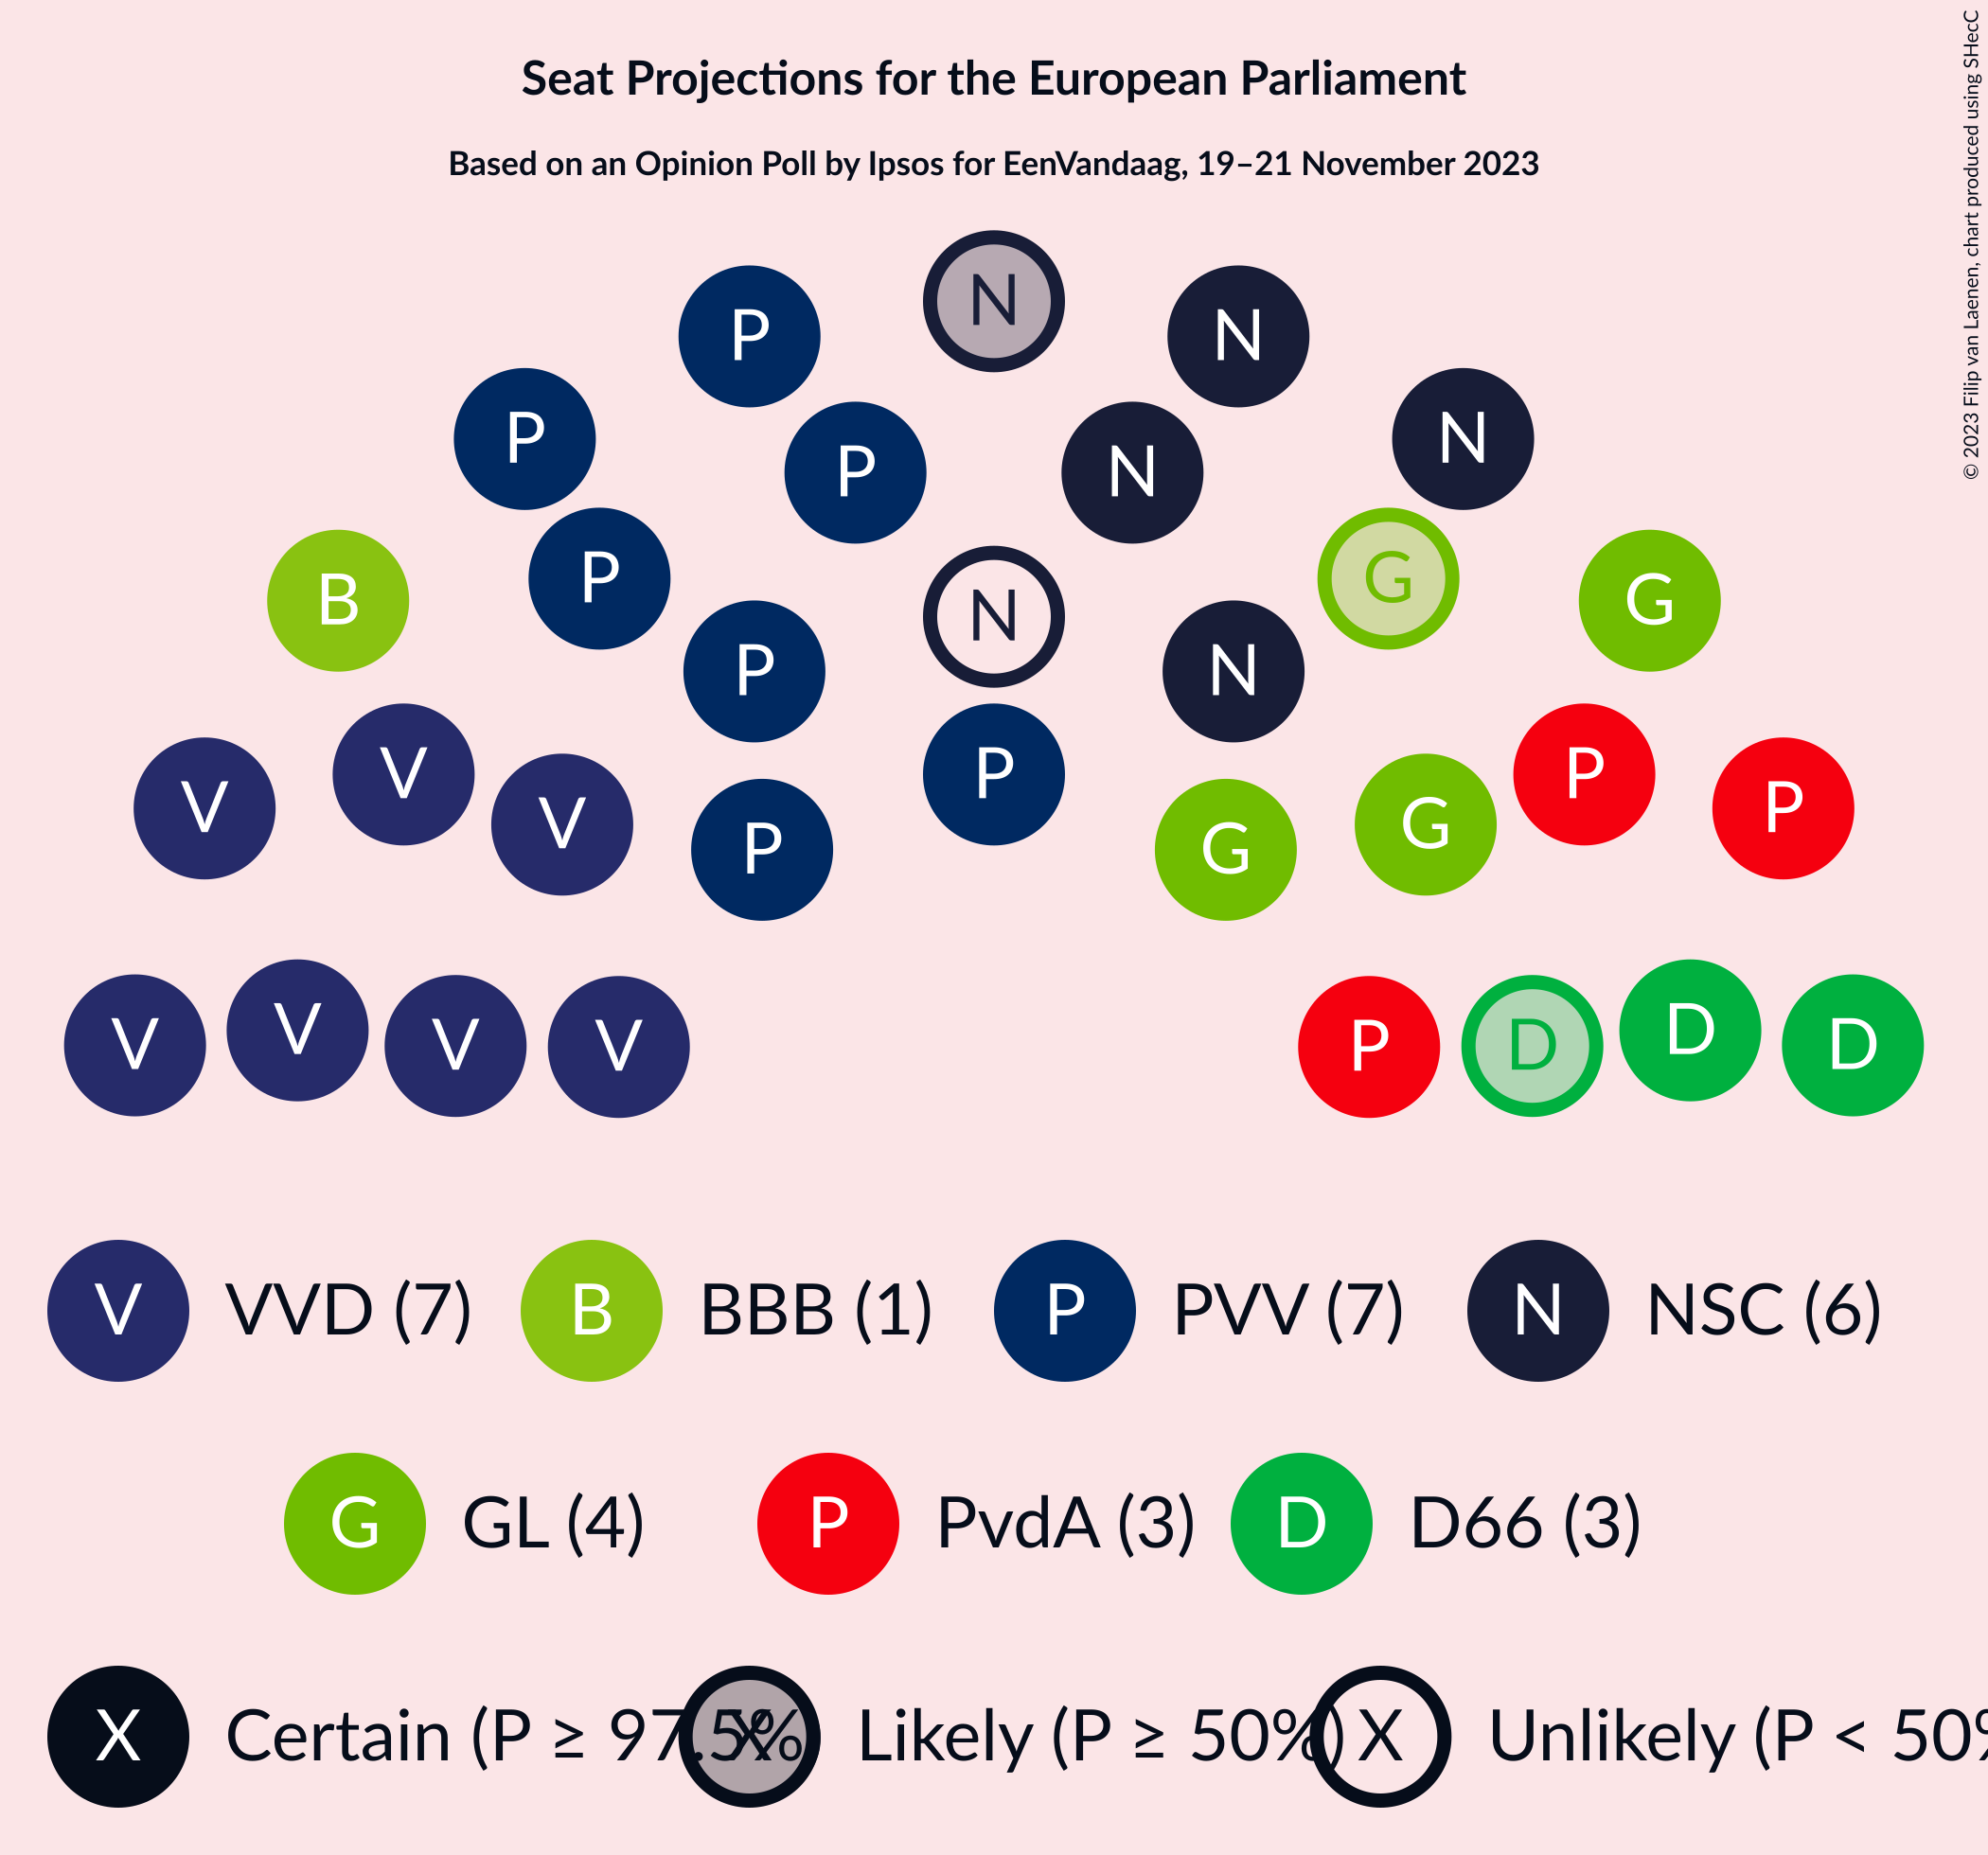 Seat Projections for the European Parliament
Based on an Opinion Poll by Ipsos for EenVandaag, 19–21 November 2023
© 2023 Filip van Laenen, chart produced using SHecC
N
P N
P N
P N
P G
B G
N
P N
V P P
V P P
V G
P G
V V V V
P D D D
V VVD (7) B BBB (1) P PVV (7) N NSC (6)
G GL (4) P PvdA (3) D D66 (3)
X Certain (P ≥ 97.5% X Likely (P ≥ 50%) X Unlikely (P < 50%